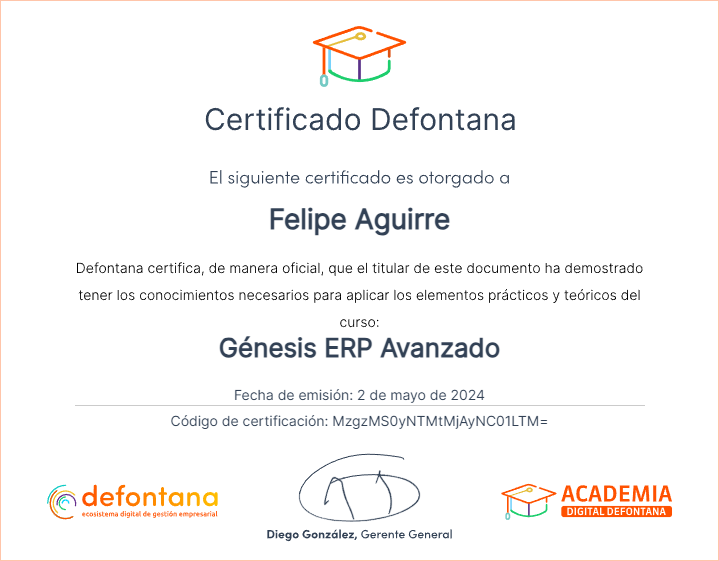 Certificado Defontana
El siguiente certificado es otorgado a
Felipe Aguirre
Defontana certifica, de manera oficial, que el titular de este documento ha demostrado
tener los conocimientos necesarios para aplicar los elementos prácticos y teóricos del
curso:
Génesis ERP Avanzado
Fecha de emisión: 2 de mayo de 2024
Código de certificación: MzgzMS0yNTMtMjAyNC01LTM=
defontana
ecosistema digital de gestión empresarial
Diego González, Gerente General
ACADEMIA
DIGITAL DEFONTANA